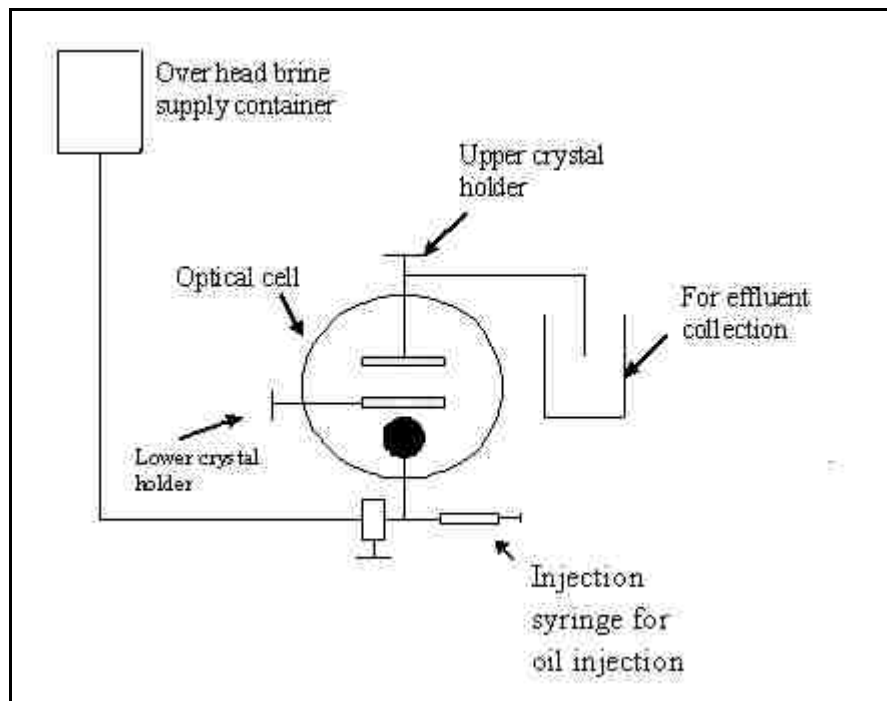 Over head brine
supply container
Upper crystal
holder
Optical cell
For effluent
collection
Lower crystal
holder
Injection
syringe for
oil injection